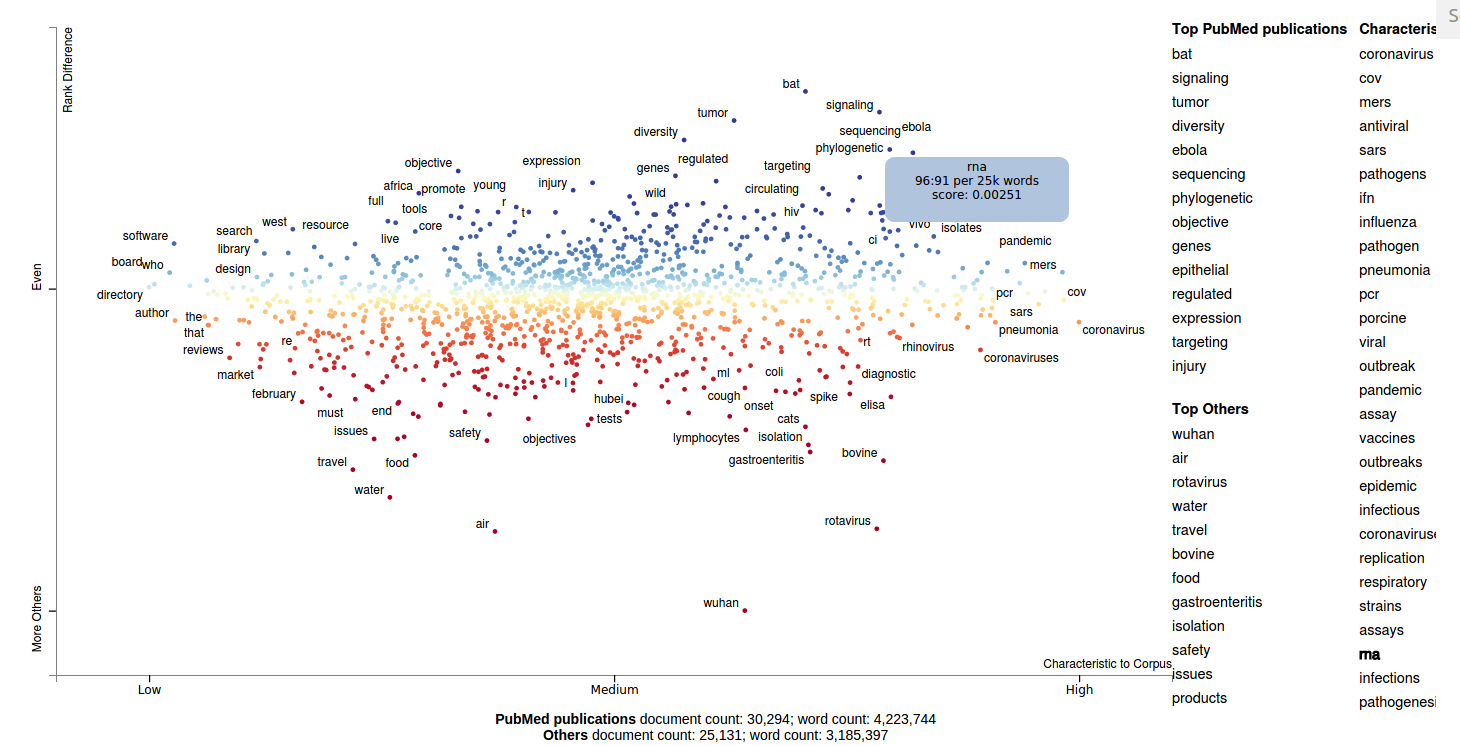 S
Top PubMed publications
Characteris
Rank Difference
bat
signaling
tumor
sequencing
ebola
diversity
phylogenetic
rna
96:91 per 25k words
score: 0.00251
expression
regulated
objective
genes
targeting
africa
promote
young
injury
wild
circulating
full
tools
r
t
hiv
west
resource
core
vivo
isolates
search
software
live
ci
pandemic
library
board
who
design
mers
Even
directory
pcr
cov
author
the
sars
that
pneumonia
coronavirus
re
rt
rhinovirus
reviews
coronaviruses
market
ml
coli
diagnostic
l
february
hubei
cough
spike
must
end
onset
elisa
tests
cats
issues
safety
objectives
lymphocytes
isolation
gastroenteritis
bovine
travel
food
water
air
rotavirus
wuhan
More Others
Characteristic to Corpus
Low
Medium
High
PubMed publications document count: 30,294; word count: 4,223,744
Others document count: 25,131; word count: 3,185,397
bat
signaling
tumor
diversity
ebola
sequencing
phylogenetic
objective
genes
epithelial
regulated
expression
targeting
injury
Top Others
wuhan
air
rotavirus
water
travel
bovine
food
gastroenteritis
isolation
safety
issues
products
coronavirus
cov
mers
antiviral
sars
pathogens
ifn
influenza
pathogen
pneumonia
pcr
porcine
viral
outbreak
pandemic
assay
vaccines
outbreaks
epidemic
infectious
coronaviruse
replication
respiratory
strains
assays
rna
infections
pathogenesi